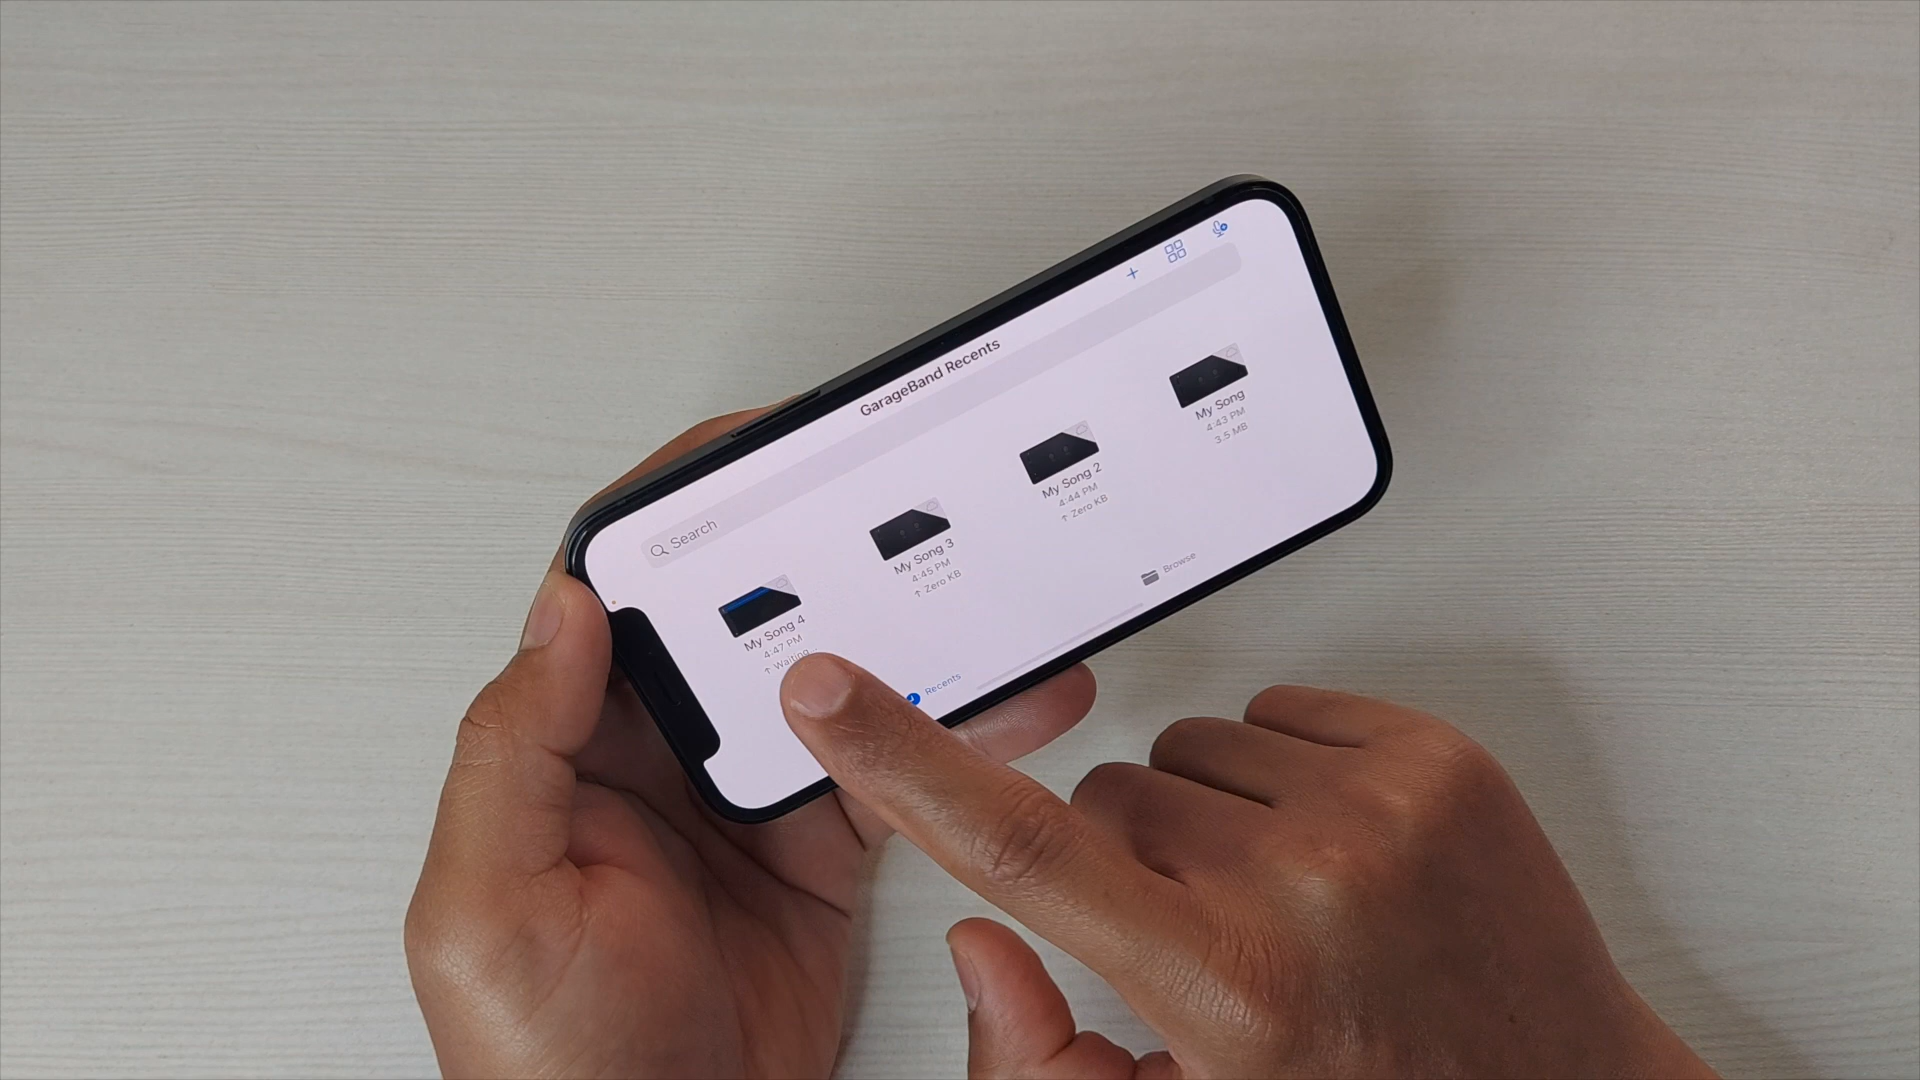 GarageBand Recents
Search
My Song 4
4:47 PM
↑ Waiting...
My Song 3
4:45 PM
↑ Zero KB
My Song 2
4:44 PM
↑ Zero KB
My Song
4:43 PM
3.5 MB
Recents
Browse